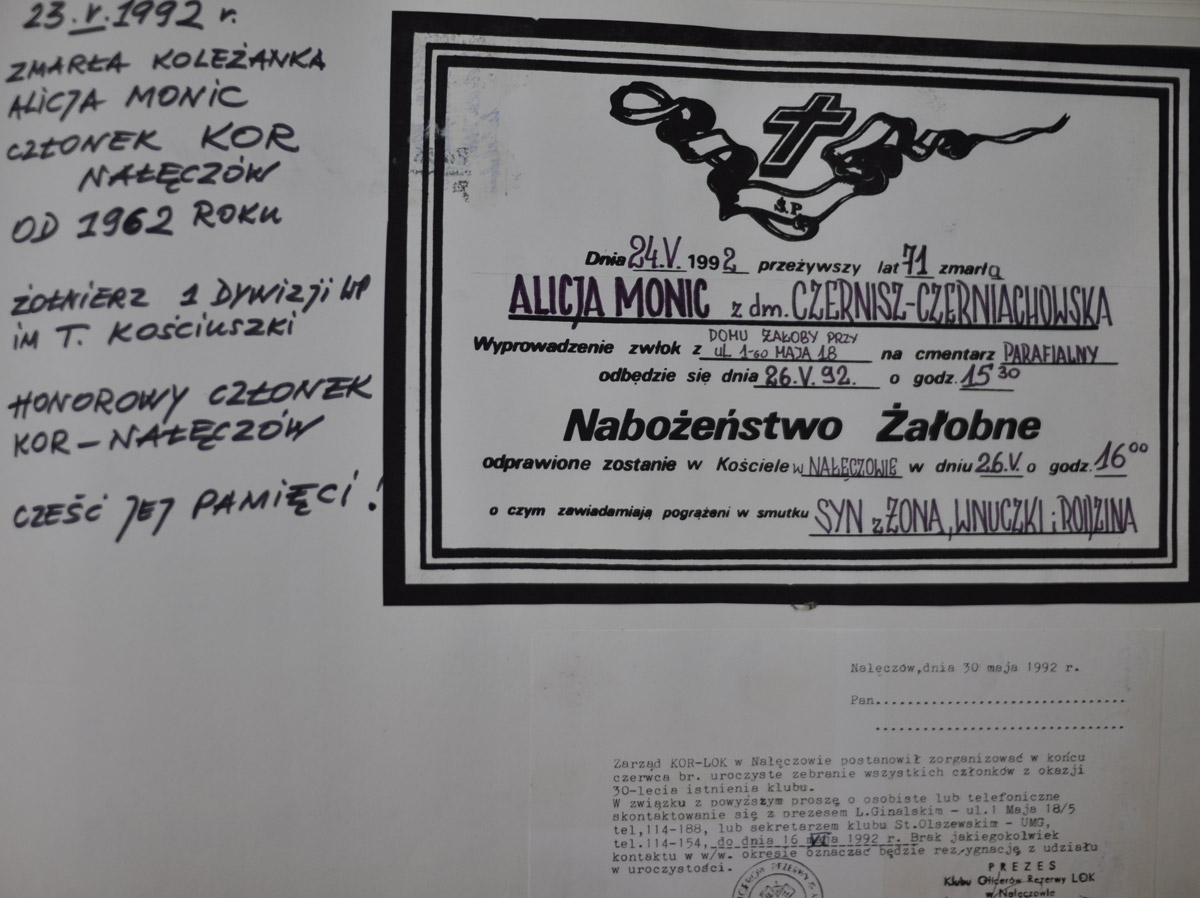 23.V.1992 r.
ZMARŁA KOLEŻANKA
ALICJA MONIC
CZŁONEK KOR
NAŁĘCZÓW
OD 1962 ROKU
ŻOŁNIERZ 1 DYWIZJI WP
IM T. KOŚCIUSZKI
HONOROWY CZŁONEK
KOR-NAŁĘCZÓW
CZEŚĆ JEJ PAMIĘCI!
Ś.P.
Dnia 24.V. 1992 przeżywszy lat 71 zmarła
ALICJA MONIC z dm. CZERNISZ-CZERNIACHOWSKA
Wyprowadzenie zwłok z DOMU ŻAŁOBY PRZY
UL 1-GO MAJA 18 na cmentarz PARAFIALNY
odbędzie się dnia 26.V.92. o godz. 15 30
Nabożeństwo Żałobne
odprawione zostanie w Kościele w NAŁĘCZOWIE w dniu 26.V. o godz. 16 00
o czym zawiadamiają pogrążeni w smutku SYN z ŻONĄ, WNUCZKI i RODZINA
Nałęczów,dnia 30 maja 1992 r.
Pan..............................
..............................
Zarząd KOR-LOK w Nałęczowie postanowił zorganizować w końcu
czerwca br. uroczyste zebranie wszystkich członków z okazji
30-lecia istnienia klubu.
W związku z powyższym proszę o osobiste lub telefoniczne
skontaktowanie się z prezesem L.Ginalskim - ul.1 Maja 18/5
tel,114-188, lub sekretarzem klubu St.Olszewskim - UMG,
tel.114-154, do dnia 16 VI 1992 r. Brak jakiegokolwiek
kontaktu w w/w. okresie oznaczać będzie rezygnację z udziału
w uroczystości.
PREZES
Klubu Oficerów Rezerwy LOK
w Nałęczowie